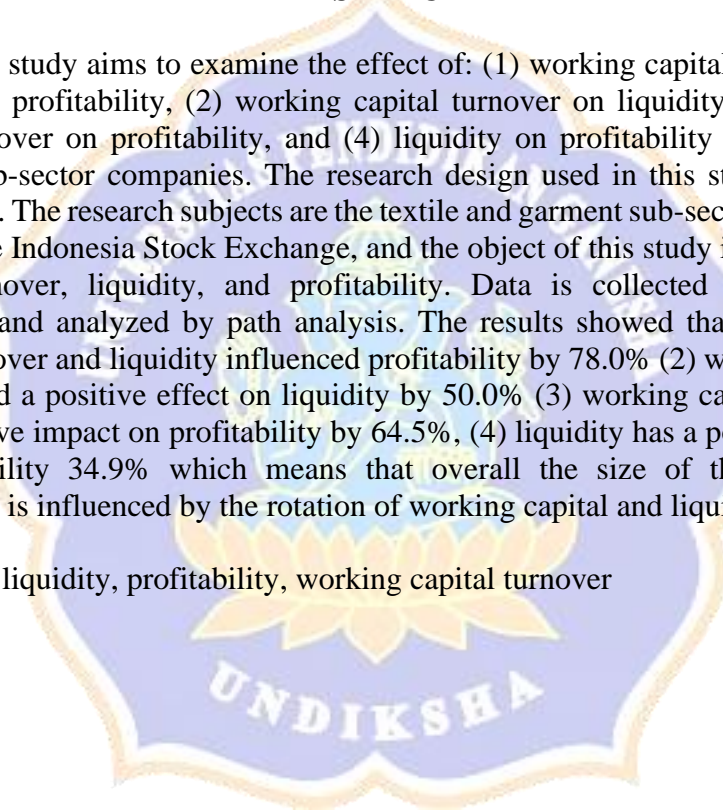 study aims to examine the effect of: (1) working capital
profitability, (2) working capital turnover on liquidity
over on profitability, and (4) liquidity on profitability
b-sector companies. The research design used in this st
. The research subjects are the textile and garment sub-sec
e Indonesia Stock Exchange, and the object of this study i
nover, liquidity, and profitability. Data is collected
and analyzed by path analysis. The results showed tha
over and liquidity influenced profitability by 78.0% (2) w
d a positive effect on liquidity by 50.0% (3) working ca
ve impact on profitability by 64.5%, (4) liquidity has a p
bility 34.9% which means that overall the size of th
is influenced by the rotation of working capital and liqui
liquidity, profitability, working capital turnover
UNDIKSHA